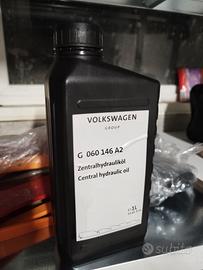 VOLKSWAGEN
GROUP
G 060 146 A2
Zentralhydrauliköl
Central hydraulic oil
1L
subito